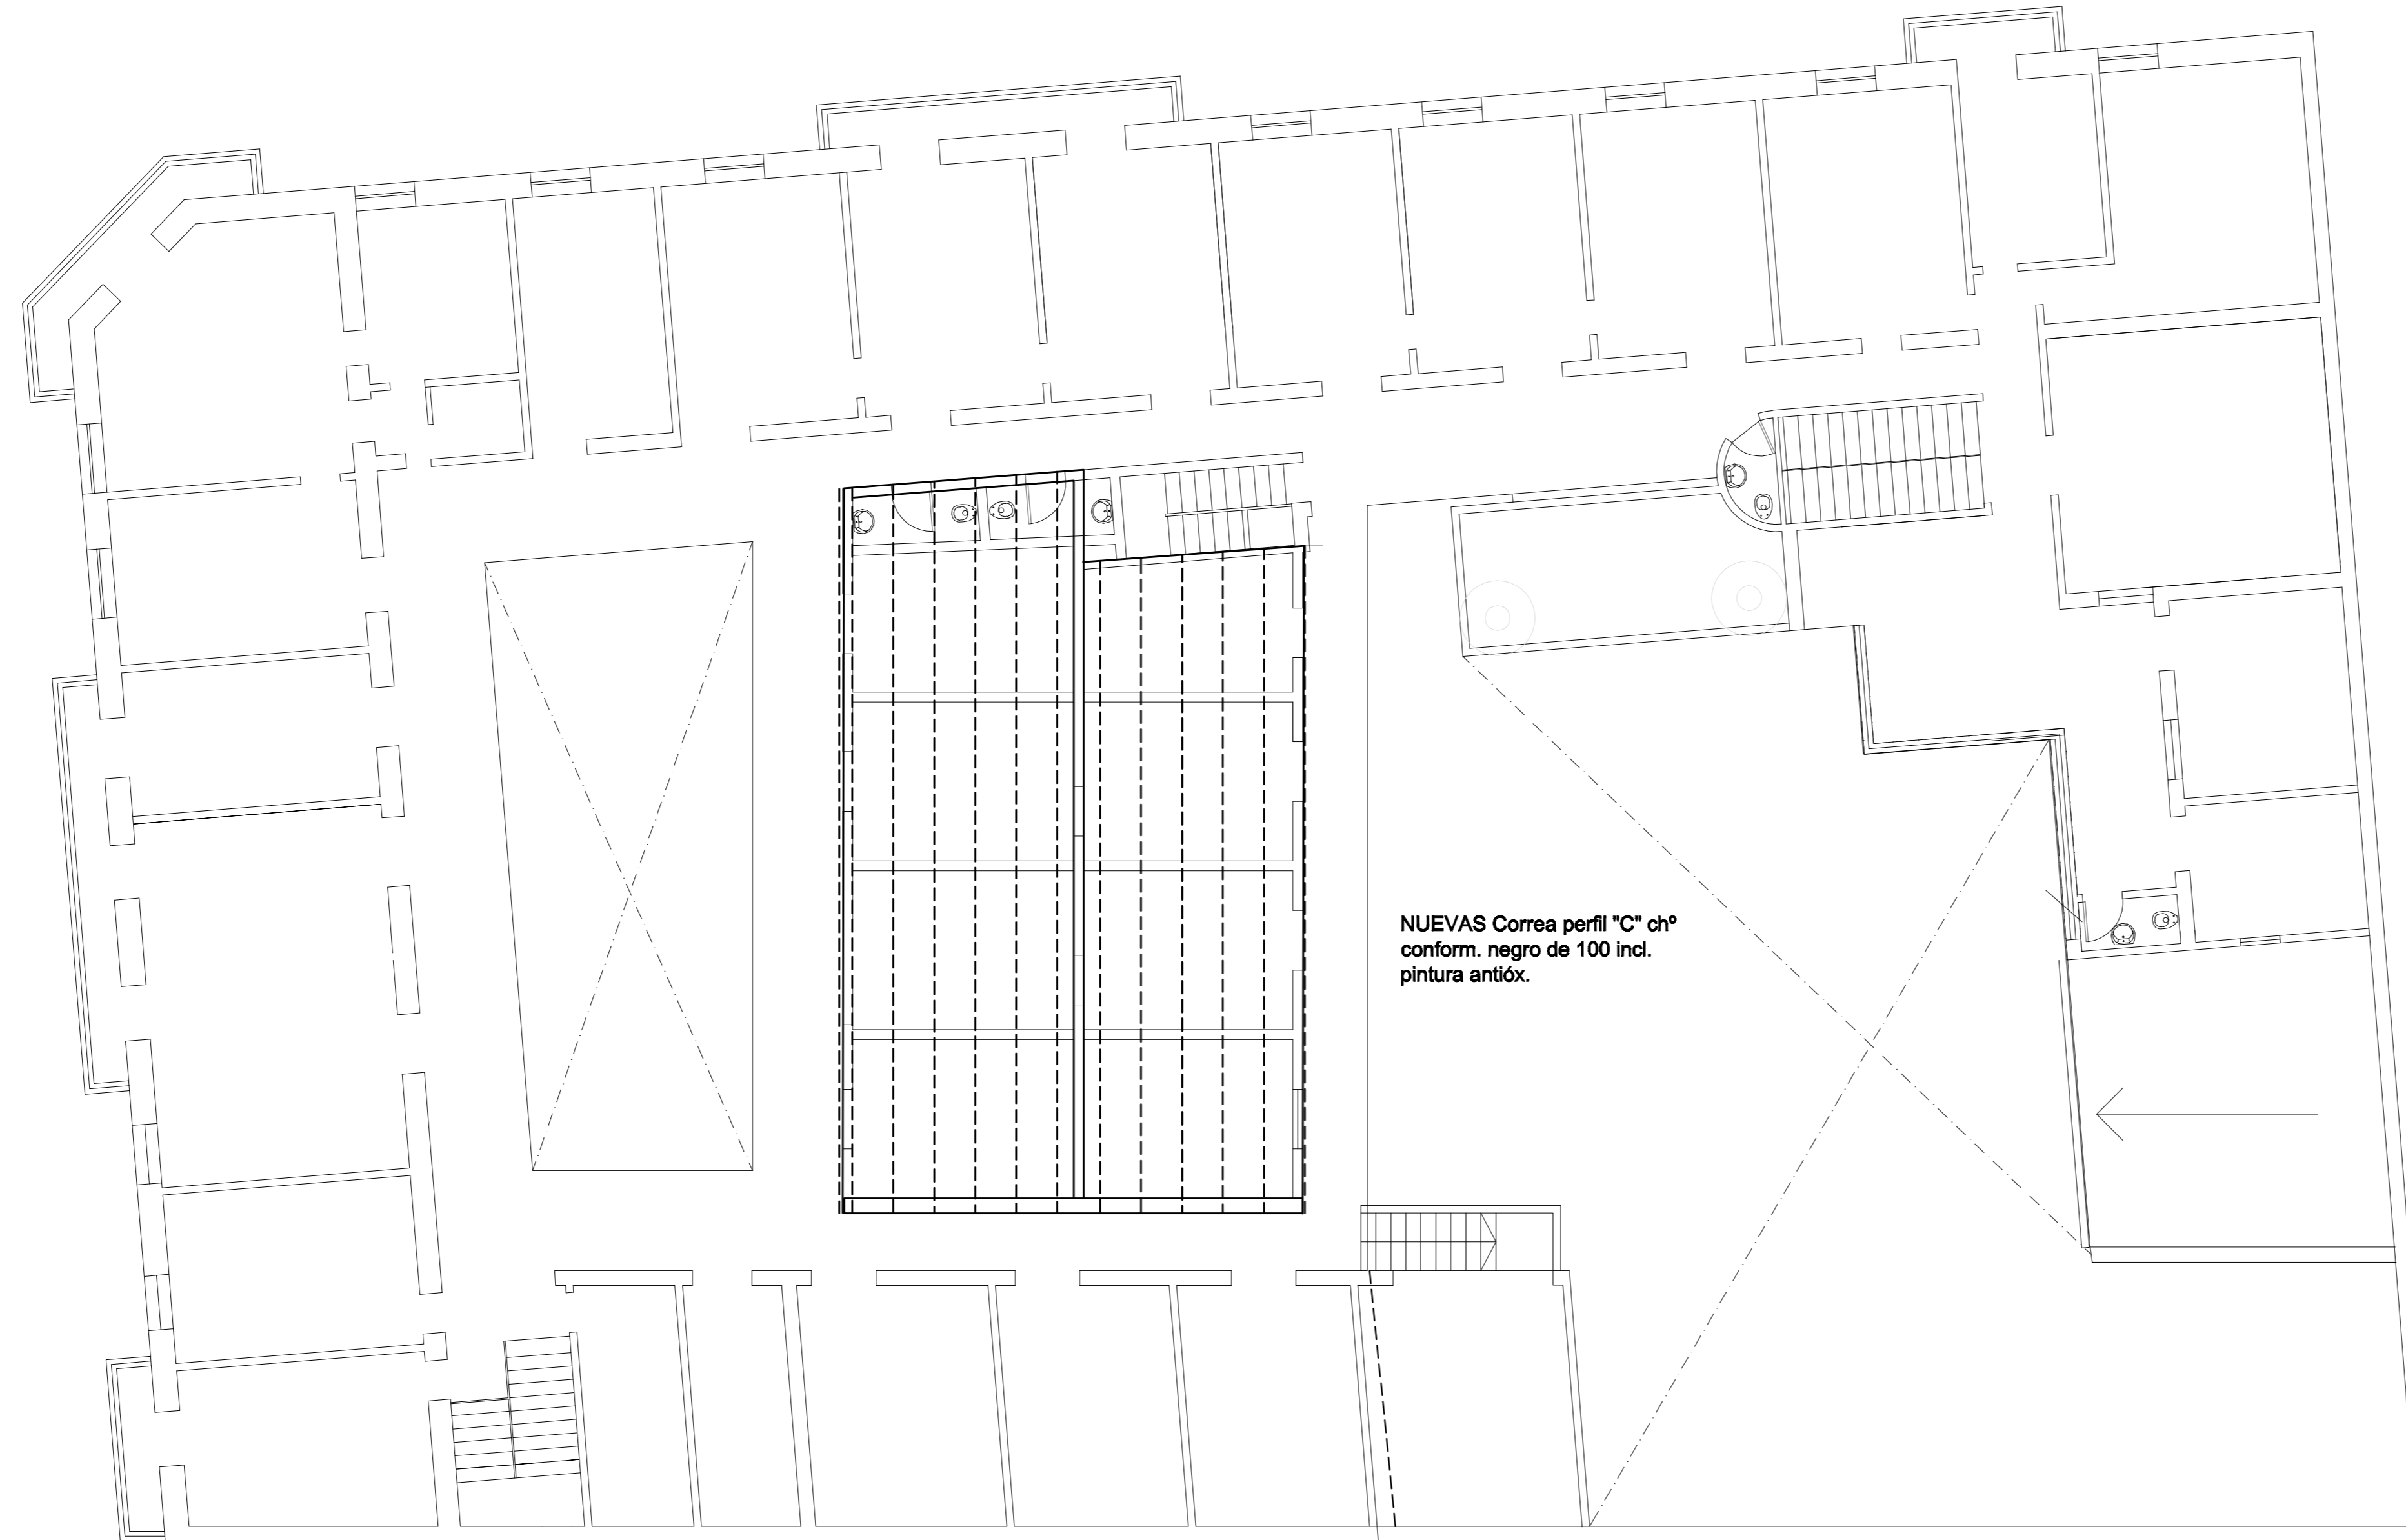 NUEVAS Correa perfil "C" chº
conform. negro de 100 incl.
pintura antióx.